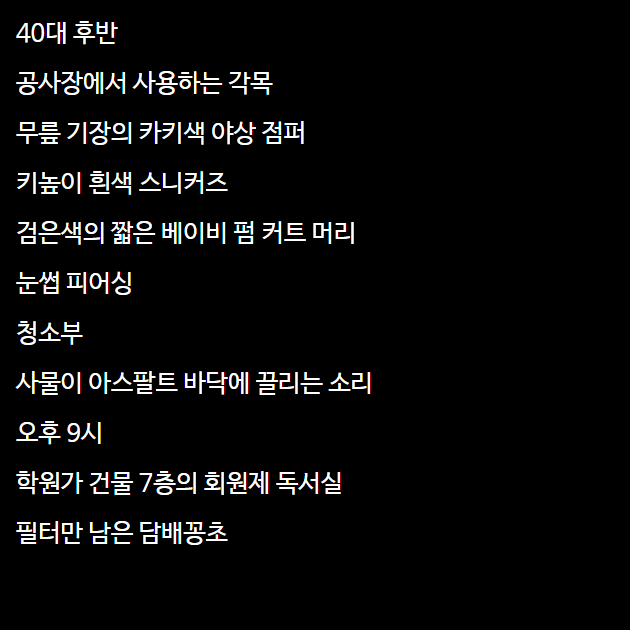 40대 후반
공사장에서 사용하는 각목
무릎 기장의 카키색 야상 점퍼
키높이 흰색 스니커즈
검은색의 짧은 베이비 펌 커트 머리
눈썹 피어싱
청소부
사물이 아스팔트 바닥에 끌리는 소리
오후 9시
학원가 건물 7층의 회원제 독서실
필터만 남은 담배꽁초